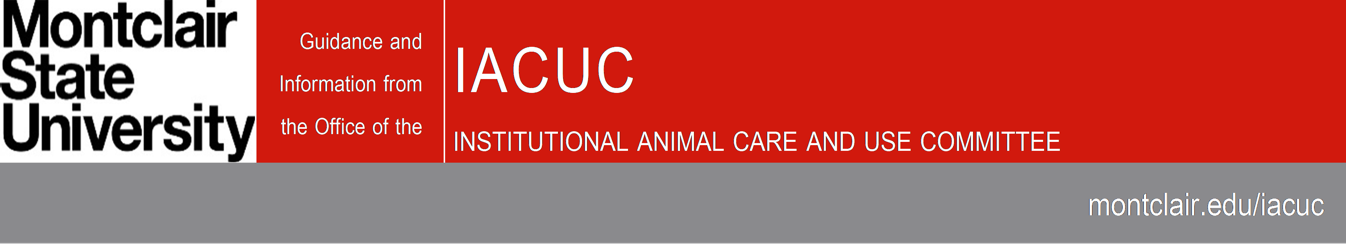 Montclair
State
University
Guidance and
Information from
the Office of the
IACUC
INSTITUTIONAL ANIMAL CARE AND USE COMMITTEE
montclair.edu/iacuc